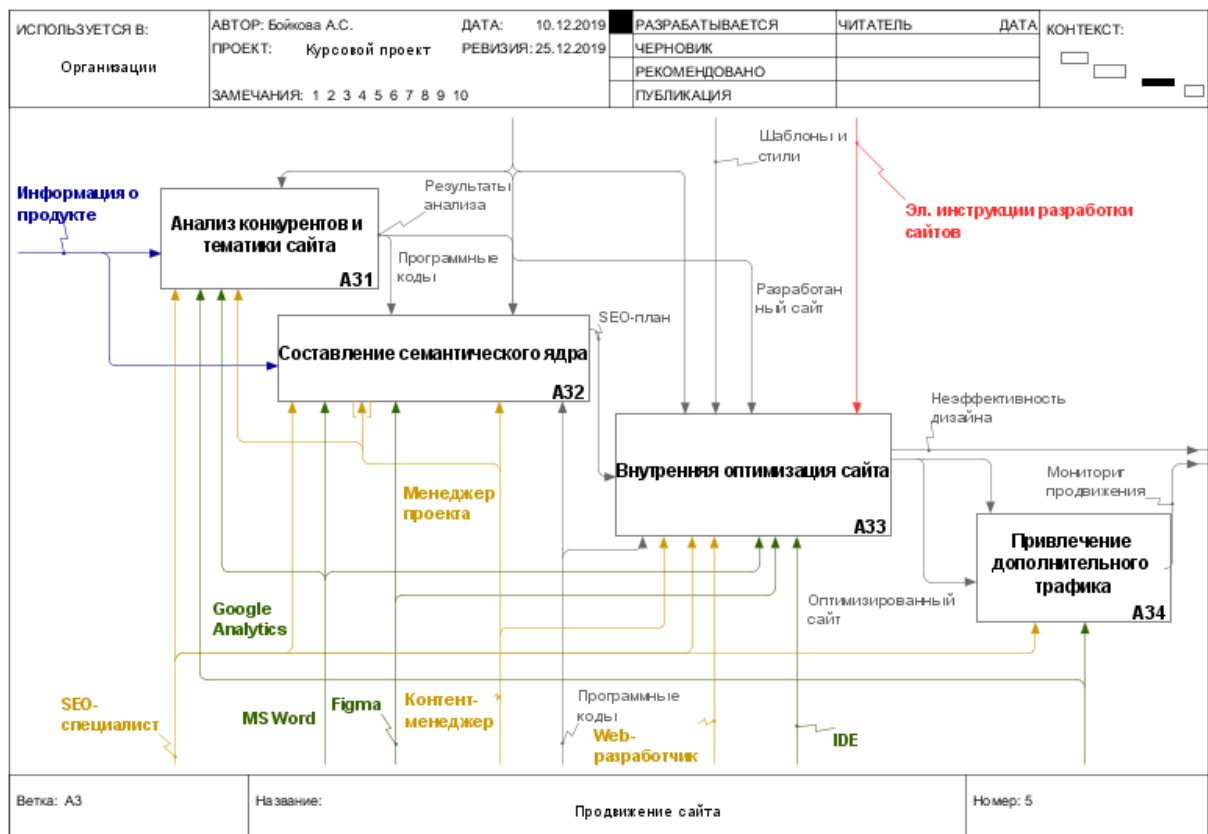 ИСПОЛЬЗУЕТСЯ В:
Организации
АВТОР: Бойкова А.С.
ДАТА: 10.12.2019
ПРОЕКТ: Курсовой проект
РЕВИЗИЯ: 25.12.2019
ЗАМЕЧАНИЯ: 1 2 3 4 5 6 7 8 9 10
РАЗРАБАТЫВАЕТСЯ
ЧЕРНОВИК
РЕКОМЕНДОВАНО
ПУБЛИКАЦИЯ
ЧИТАТЕЛЬ
ДАТА
КОНТЕКСТ:
Шаблоны и
стили
Информация о
продукте
Анализ конкурентов и
тематики сайта
A31
Результаты
анализа
Эл. инструкции разработки
сайтов
Программные
коды
Разработан
ный сайт
SEO-план
Составление семантического ядра
A32
Неэффективность
дизайна
Внутренняя оптимизация сайта
A33
Мониториг
продвижения
Менеджер
проекта
Привлечение
дополнительного
трафика
A34
Оптимизированный
сайт
Google
Analytics
SEO-
специалист
MS Word
Figma
Контент-
менеджер
Программные
коды
Web-
разработчик
IDE
Ветка: A3
Название:
Продвижение сайта
Номер: 5